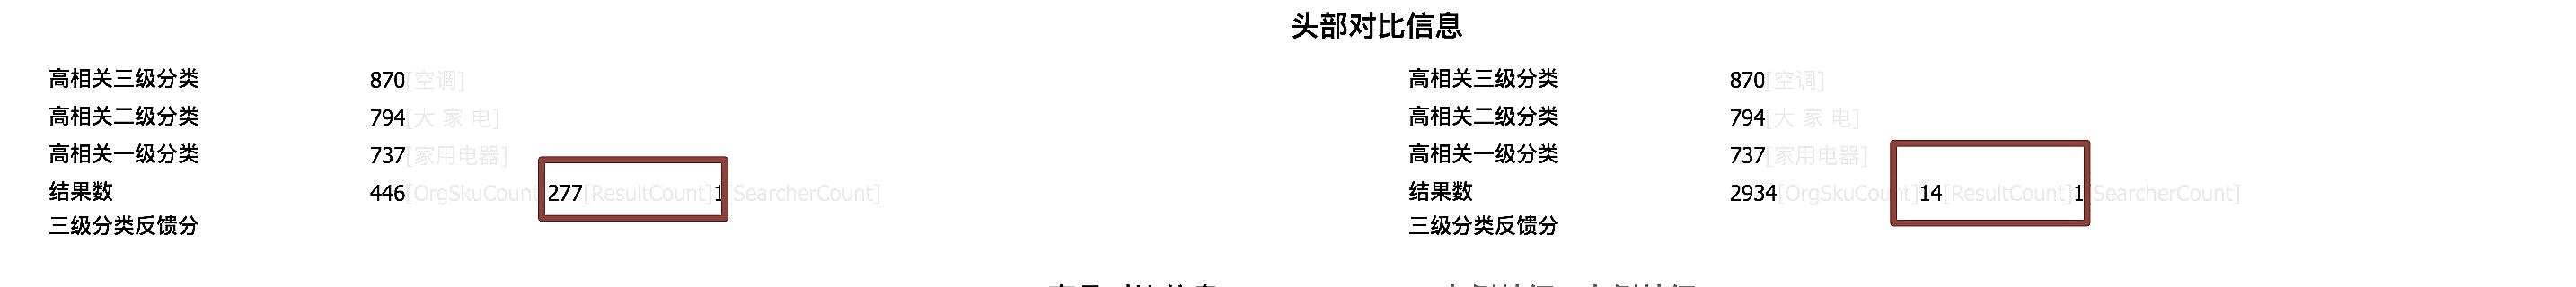 头部对比信息
高相关三级分类 870[空调]
高相关二级分类 794[大 家 电]
高相关一级分类 737[家用电器]
结果数 446[OrgSkuCount] 277[ResultCount]1[SearcherCount]
三级分类反馈分
高相关三级分类 870[空调]
高相关二级分类 794[大 家 电]
高相关一级分类 737[家用电器]
结果数 2934[OrgSkuCount] 14[ResultCount]1[SearcherCount]
三级分类反馈分